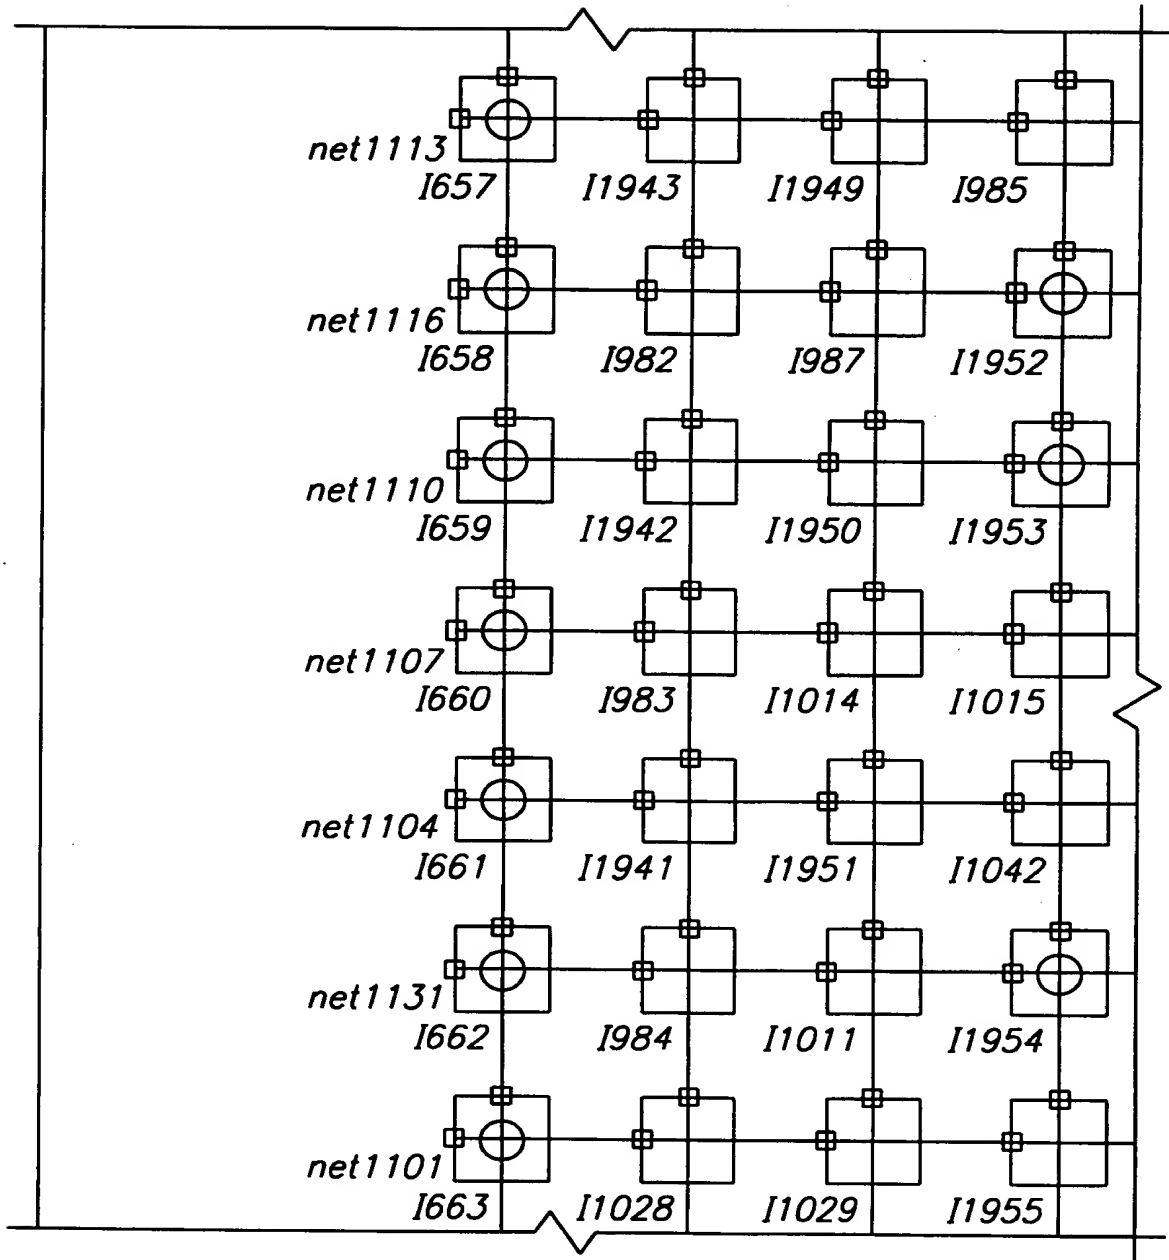 net1113
I657 I1943 I1949 I985
net1116
I658 I982 I987 I1952
net1110
I659 I1942 I1950 I1953
net1107
I660 I983 I1014 I1015
net1104
I661 I1941 I1951 I1042
net1131
I662 I984 I1011 I1954
net1101
I663 I1028 I1029 I1955